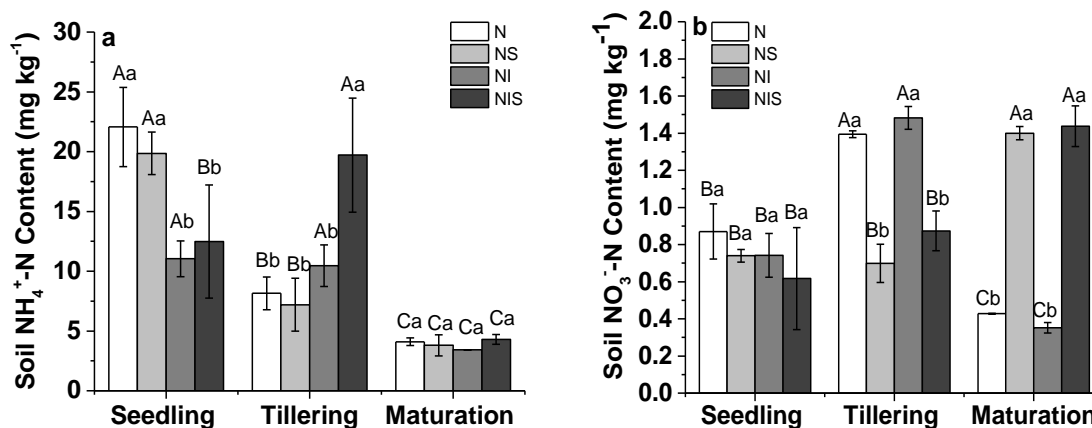 a
N
NS
NI
NIS
Soil NH₄⁺-N Content (mg kg⁻¹)
30
25
20
15
10
5
0
Aa
Aa
Ab
Bb
Bb
Bb
Ab
Aa
Ca
Ca
Ca
Ca
Seedling
Tillering
Maturation
b
N
NS
NI
NIS
Soil NO₃⁻-N Content (mg kg⁻¹)
2.0
1.8
1.6
1.4
1.2
1.0
0.8
0.6
0.4
0.2
0.0
Ba
Ba
Ba
Ba
Aa
Bb
Aa
Bb
Cb
Aa
Cb
Aa
Seedling
Tillering
Maturation